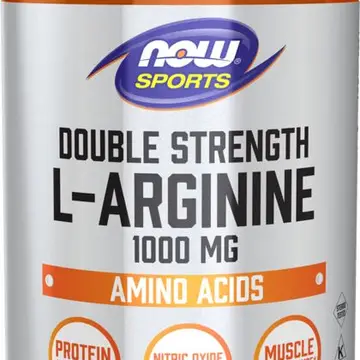 NOW
SPORTS
DOUBLE STRENGTH
L-ARGININE
1000 MG
AMINO ACIDS
PROTEIN
NITRIC OXIDE
MUSCLE